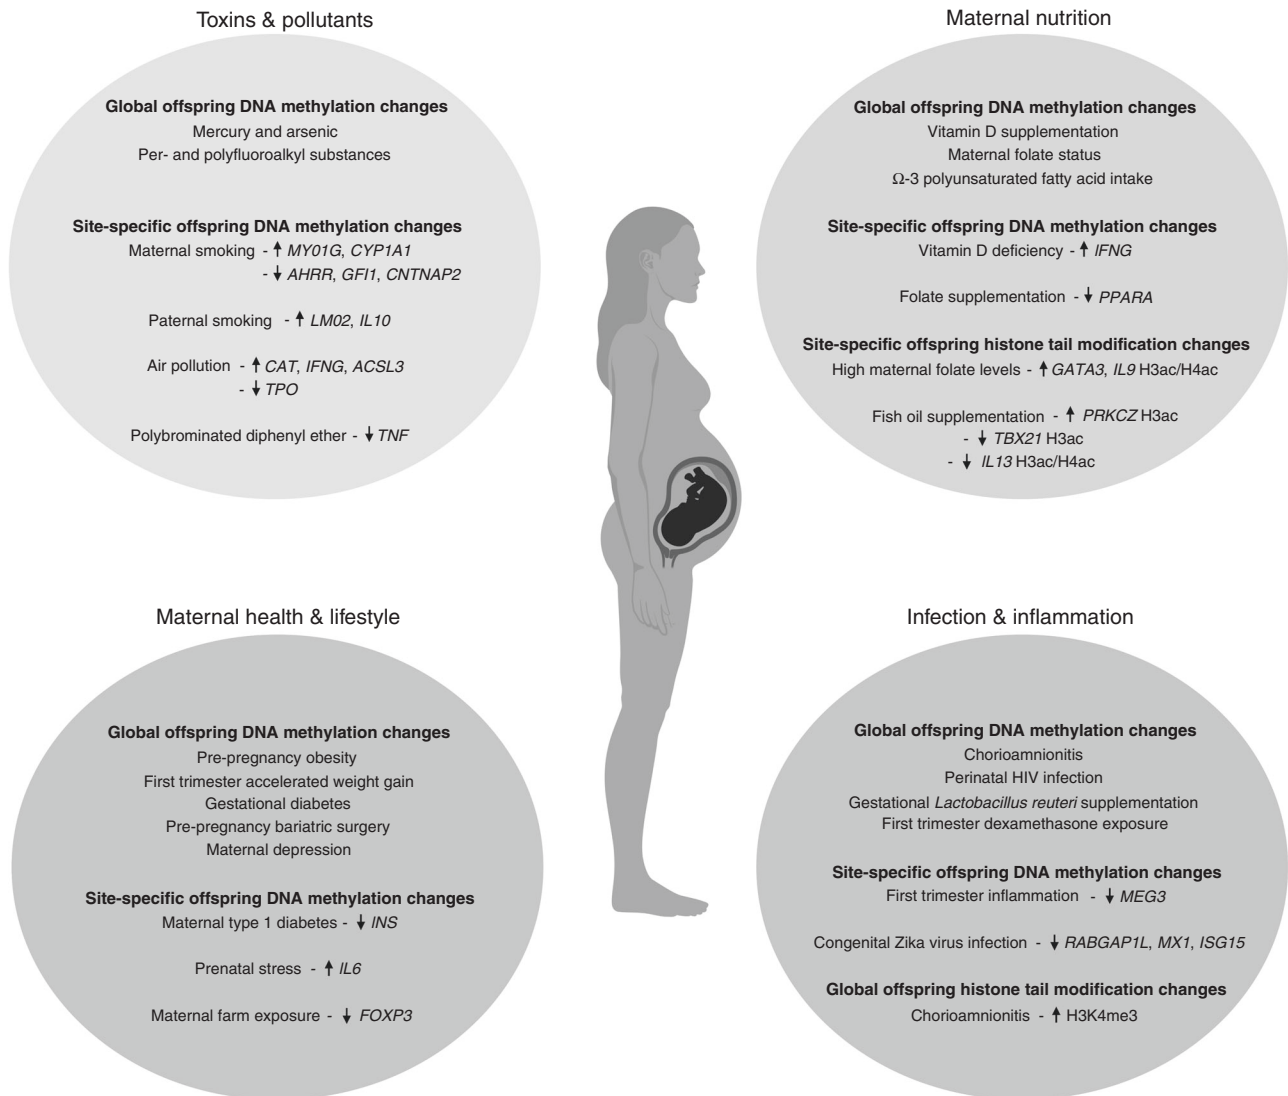 Toxins & pollutants
Global offspring DNA methylation changes
Mercury and arsenic
Per- and polyfluoroalkyl substances
Site-specific offspring DNA methylation changes
Maternal smoking - ↑ MY01G, CYP1A1
- ↓ AHRR, GFI1, CNTNAP2
Paternal smoking - ↑ LM02, IL10
Air pollution - ↑ CAT, IFNG, ACSL3
- ↓ TPO
Polybrominated diphenyl ether - ↓ TNF
Maternal nutrition
Global offspring DNA methylation changes
Vitamin D supplementation
Maternal folate status
Ω-3 polyunsaturated fatty acid intake
Site-specific offspring DNA methylation changes
Vitamin D deficiency - ↑ IFNG
Folate supplementation - ↓ PPARA
Site-specific offspring histone tail modification changes
High maternal folate levels - ↑ GATA3, IL9 H3ac/H4ac
Fish oil supplementation - ↑ PRKCZ H3ac
- ↓ TBX21 H3ac
- ↓ IL13 H3ac/H4ac
Maternal health & lifestyle
Global offspring DNA methylation changes
Pre-pregnancy obesity
First trimester accelerated weight gain
Gestational diabetes
Pre-pregnancy bariatric surgery
Maternal depression
Site-specific offspring DNA methylation changes
Maternal type 1 diabetes - ↓ INS
Prenatal stress - ↑ IL6
Maternal farm exposure - ↓ FOXP3
Infection & inflammation
Global offspring DNA methylation changes
Chorioamnionitis
Perinatal HIV infection
Gestational Lactobacillus reuteri supplementation
First trimester dexamethasone exposure
Site-specific offspring DNA methylation changes
First trimester inflammation - ↓ MEG3
Congenital Zika virus infection - ↓ RABGAP1L, MX1, ISG15
Global offspring histone tail modification changes
Chorioamnionitis - ↑ H3K4me3